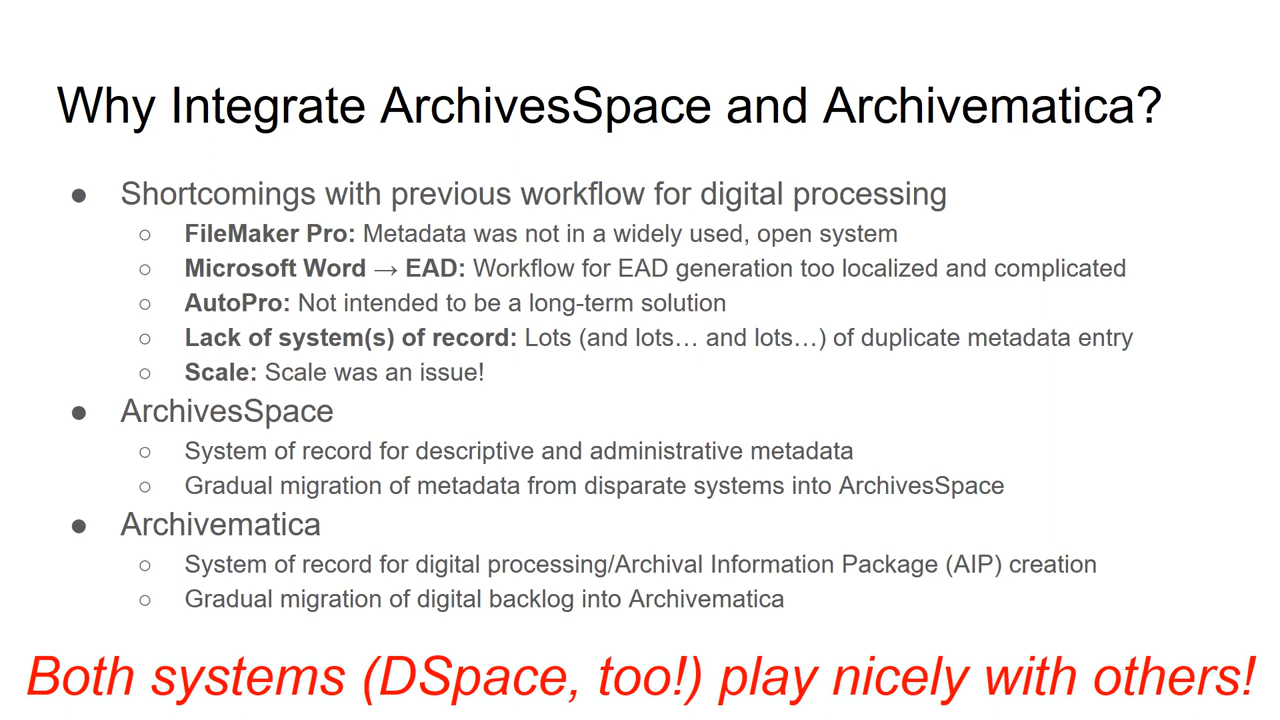 Why Integrate ArchivesSpace and Archivematica?
● Shortcomings with previous workflow for digital processing
○ FileMaker Pro: Metadata was not in a widely used, open system
○ Microsoft Word → EAD: Workflow for EAD generation too localized and complicated
○ AutoPro: Not intended to be a long-term solution
○ Lack of system(s) of record: Lots (and lots… and lots…) of duplicate metadata entry
○ Scale: Scale was an issue!
● ArchivesSpace
○ System of record for descriptive and administrative metadata
○ Gradual migration of metadata from disparate systems into ArchivesSpace
● Archivematica
○ System of record for digital processing/Archival Information Package (AIP) creation
○ Gradual migration of digital backlog into Archivematica
Both systems (DSpace, too!) play nicely with others!